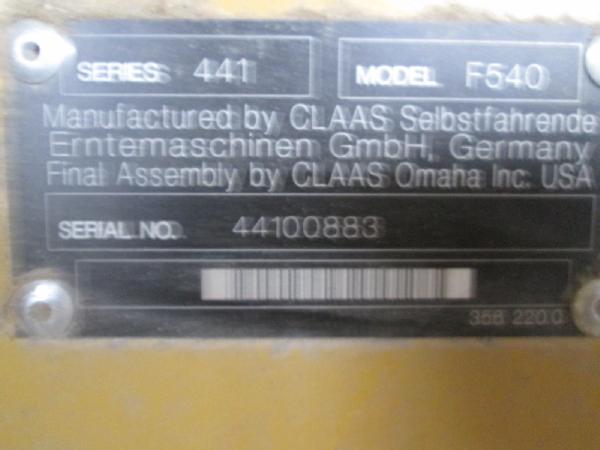 SERIES 441 MODEL F540
Manufactured by CLAAS Selbstfahrende
Erntemaschinen GmbH, Germany
Final Assembly by CLAAS Omaha Inc. USA
SERIAL NO. 44100883
356 220.0